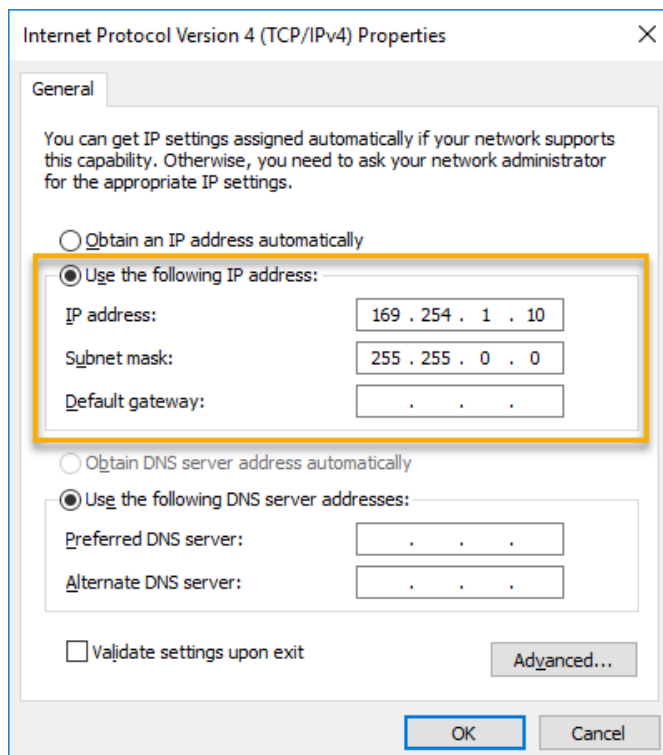 Internet Protocol Version 4 (TCP/IPv4) Properties
General
You can get IP settings assigned automatically if your network supports
this capability. Otherwise, you need to ask your network administrator
for the appropriate IP settings.
Obtain an IP address automatically
Use the following IP address:
IP address: 169 . 254 . 1 . 10
Subnet mask: 255 . 255 . 0 . 0
Default gateway: . . .
Obtain DNS server address automatically
Use the following DNS server addresses:
Preferred DNS server: . . .
Alternate DNS server: . . .
Validate settings upon exit
Advanced...
OK Cancel